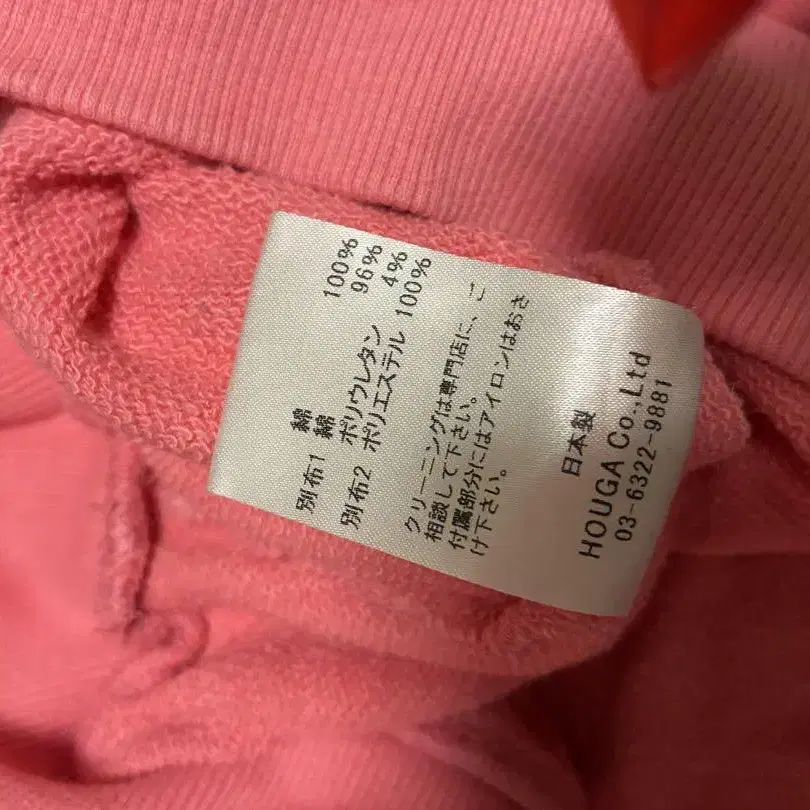 綿 100%
別布1 綿 96%
ポリウレタン 4%
別布2 ポリエステル 100%
クリーニングは専門店に、ご
相談して下さい。
付属部分にはアイロンはおさ
け下さい。
日本製
HOUGA Co.,Ltd
03-6322-9881